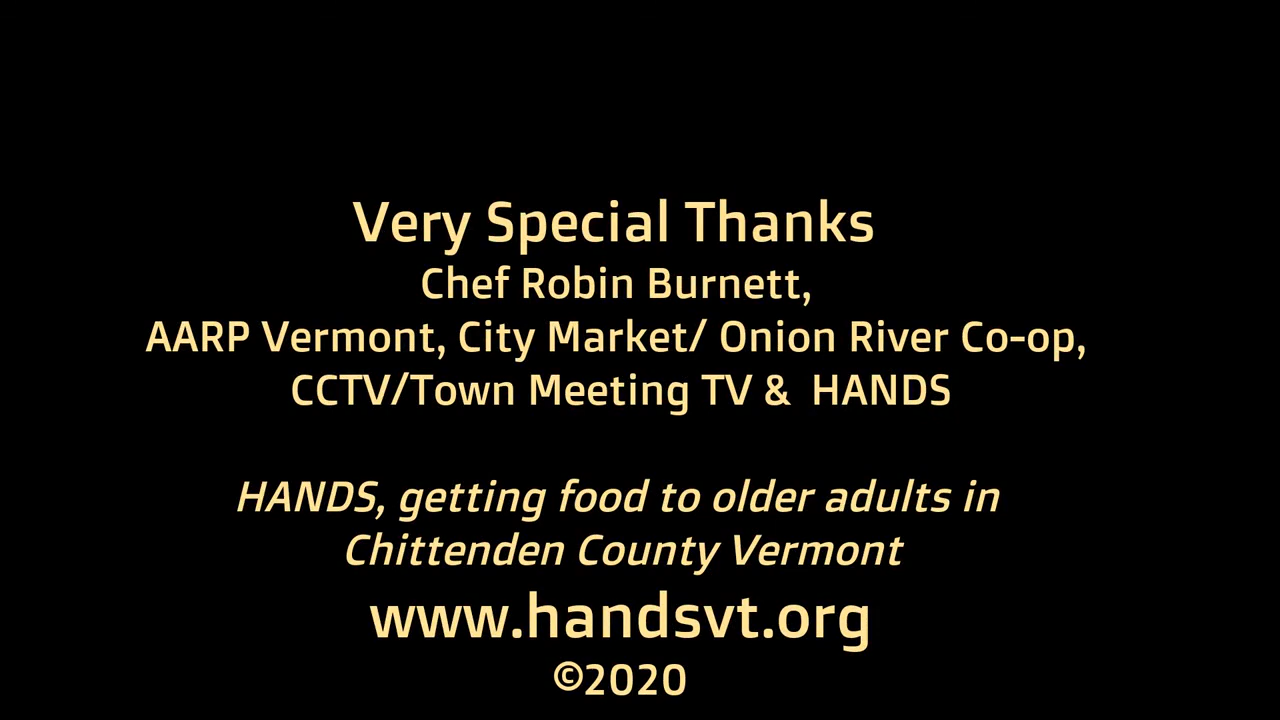 Very Special Thanks
Chef Robin Burnett,
AARP Vermont, City Market/ Onion River Co-op,
CCTV/Town Meeting TV &  HANDS
HANDS, getting food to older adults in
Chittenden County Vermont
www.handsvt.org
©2020